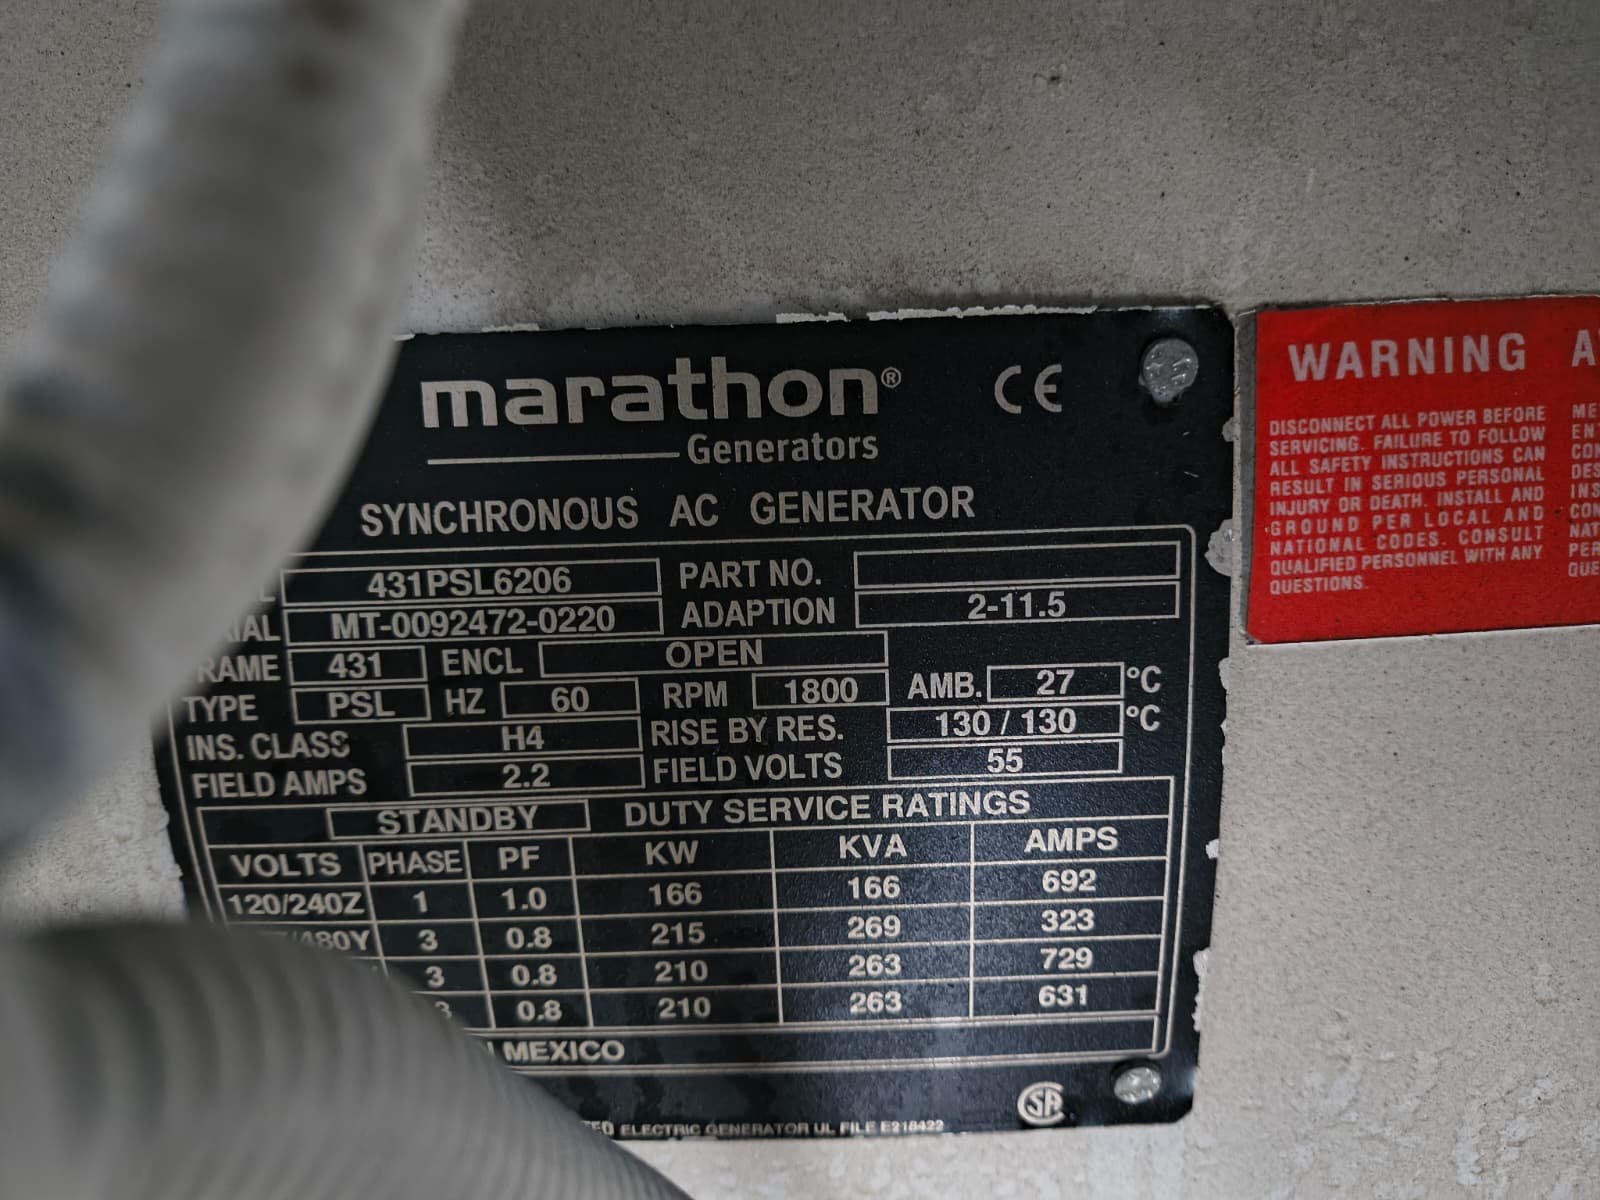 marathon®
CE
Generators
SYNCHRONOUS AC GENERATOR
431PSL6206 PART NO.
MT-0092472-0220 ADAPTION 2-11.5
431 ENCL OPEN
TYPE PSL HZ 60 RPM 1800 AMB. 27 °C
INS. CLASS H4 RISE BY RES. 130 / 130 °C
FIELD AMPS 2.2 FIELD VOLTS 55
STANDBY DUTY SERVICE RATINGS
VOLTS PHASE PF KW KVA AMPS
120/240Z 1 1.0 166 166 692
/480Y 3 0.8 215 269 323
3 0.8 210 263 729
3 0.8 210 263 631
MEXICO
SA
ELECTRIC GENERATOR UL FILE E218422
WARNING
DISCONNECT ALL POWER BEFORE
SERVICING. FAILURE TO FOLLOW
ALL SAFETY INSTRUCTIONS CAN
RESULT IN SERIOUS PERSONAL
INJURY OR DEATH. INSTALL AND
GROUND PER LOCAL AND
NATIONAL CODES. CONSULT
QUALIFIED PERSONNEL WITH ANY
QUESTIONS.